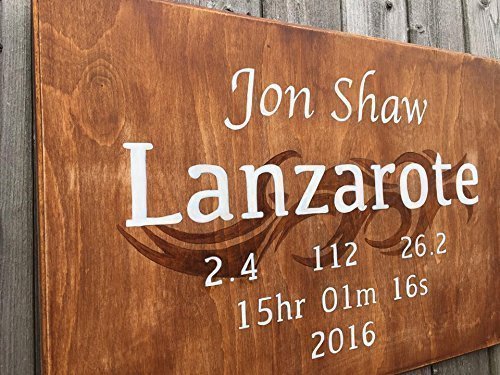 Jon Shaw
Lanzarote
2.4 112 26.2
15hr 01m 16s
2016